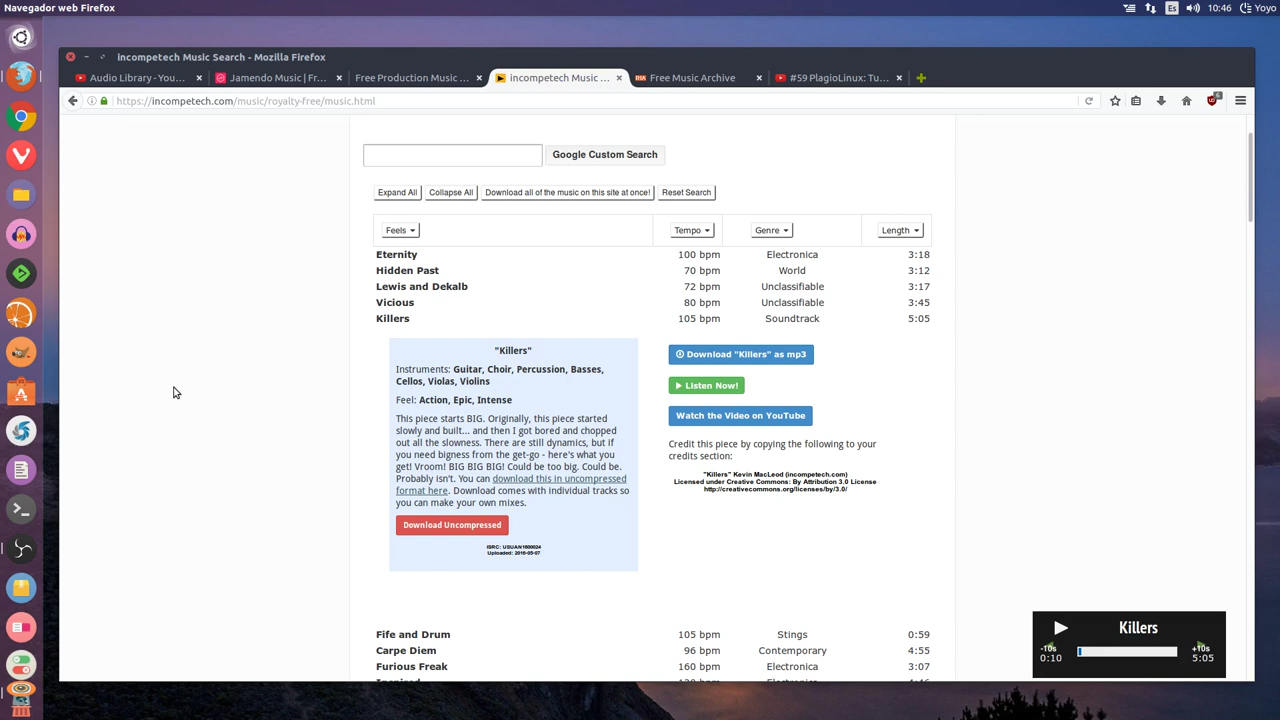 Navegador web Firefox
Es
10:46
Yoyo
incompetech Music Search - Mozilla Firefox
Audio Library - You...
Jamendo Music | Fr...
Free Production Music ...
incompetech Music ...
Free Music Archive
#59 PlagioLinux: Tu...
https://incompetech.com/music/royalty-free/music.html
6
Google Custom Search
Expand All
Collapse All
Download all of the music on this site at once!
Reset Search
Feels
Tempo
Genre
Length
Eternity 100 bpm Electronica 3:18
Hidden Past 70 bpm World 3:12
Lewis and Dekalb 72 bpm Unclassifiable 3:17
Vicious 80 bpm Unclassifiable 3:45
Killers 105 bpm Soundtrack 5:05
"Killers"
Instruments: Guitar, Choir, Percussion, Basses,
Cellos, Violas, Violins
Feel: Action, Epic, Intense
This piece starts BIG. Originally, this piece started
slowly and built... and then I got bored and chopped
out all the slowness. There are still dynamics, but if
you need bigness from the get-go - here's what you
get! Vroom! BIG BIG BIG! Could be too big. Could be.
Probably isn't. You can download this in uncompressed
format here. Download comes with individual tracks so
you can make your own mixes.
Download Uncompressed
ISRC: USUAN1600024
Uploaded: 2016-05-07
Download "Killers" as mp3
Listen Now!
Watch the Video on YouTube
Credit this piece by copying the following to your
credits section:
"Killers" Kevin MacLeod (incompetech.com)
Licensed under Creative Commons: By Attribution 3.0 License
http://creativecommons.org/licenses/by/3.0/
Fife and Drum 105 bpm Stings 0:59
Carpe Diem 96 bpm Contemporary 4:55
Furious Freak 160 bpm Electronica 3:07
Killers
-10s
+10s
0:10
5:05